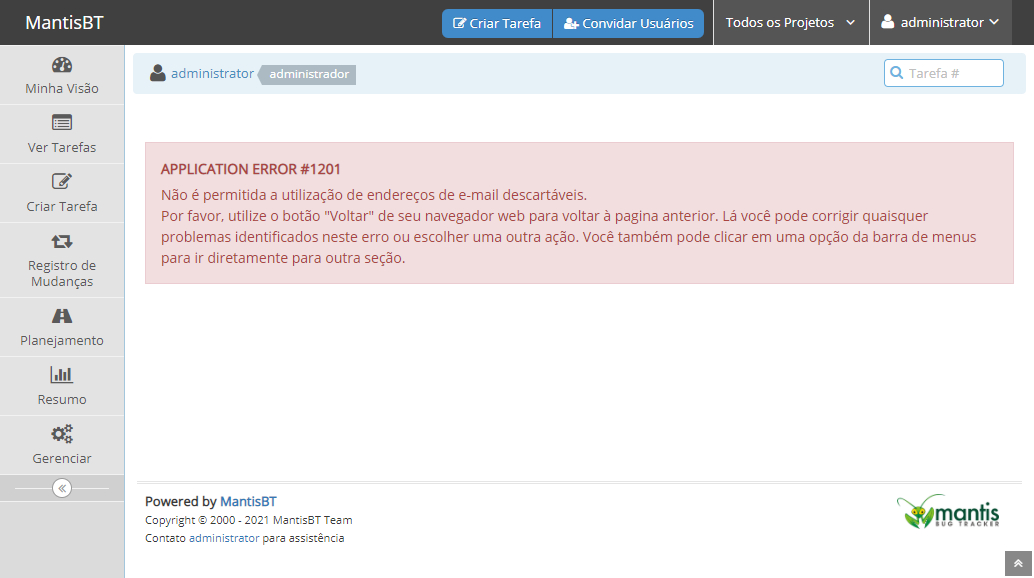 MantisBT
Criar Tarefa
Convidar Usuários
Todos os Projetos
administrator
Minha Visão
Ver Tarefas
Criar Tarefa
Registro de
Mudanças
Planejamento
Resumo
Gerenciar
administrator
administrador
Tarefa #
APPLICATION ERROR #1201
Não é permitida a utilização de endereços de e-mail descartáveis.
Por favor, utilize o botão "Voltar" de seu navegador web para voltar à pagina anterior. Lá você pode corrigir quaisquer
problemas identificados neste erro ou escolher uma outra ação. Você também pode clicar em uma opção da barra de menus
para ir diretamente para outra seção.
Powered by MantisBT
Copyright © 2000 - 2021 MantisBT Team
Contato administrator para assistência
mantis
BUG TRACKER